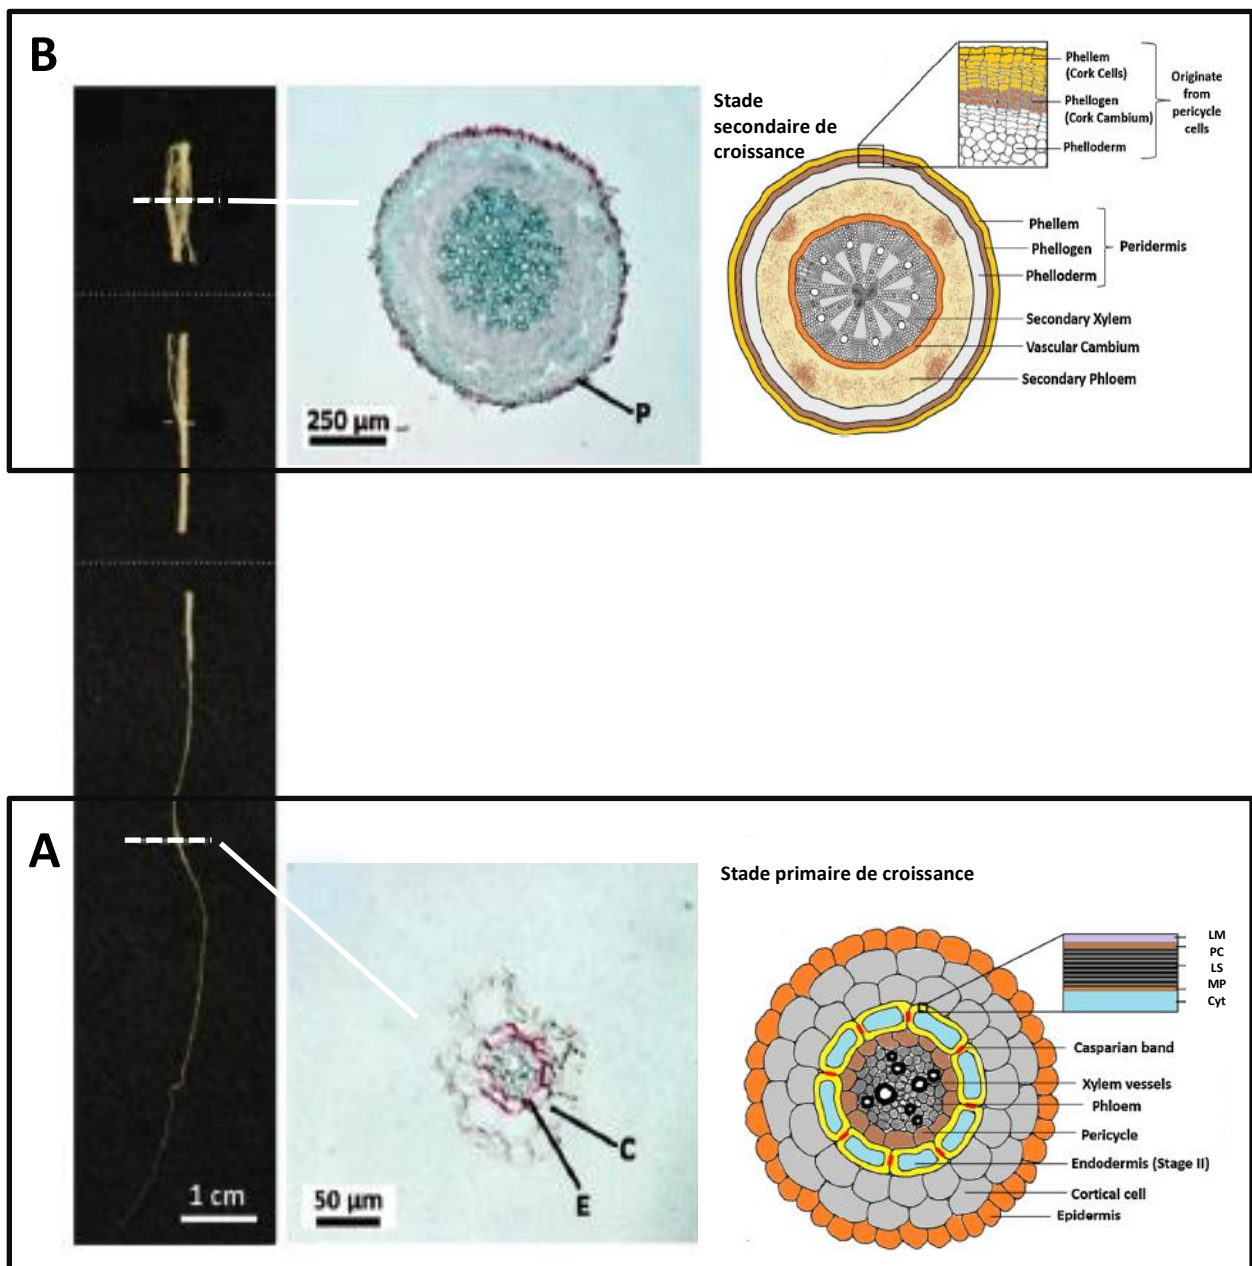 B
Stade
secondaire de
croissance
Phellem
(Cork Cells)
Phellogen
(Cork Cambium)
Phelloderm
Originate
from
pericycle
cells
Phellem
Phellogen
Phelloderm
Peridermis
Secondary Xylem
Vascular Cambium
Secondary Phloem
250 µm
P
A
Stade primaire de croissance
LM
PC
LS
MP
Cyt
Casparian band
Xylem vessels
Phloem
Pericycle
Endodermis (Stage II)
Cortical cell
Epidermis
C
E
50 µm
1 cm